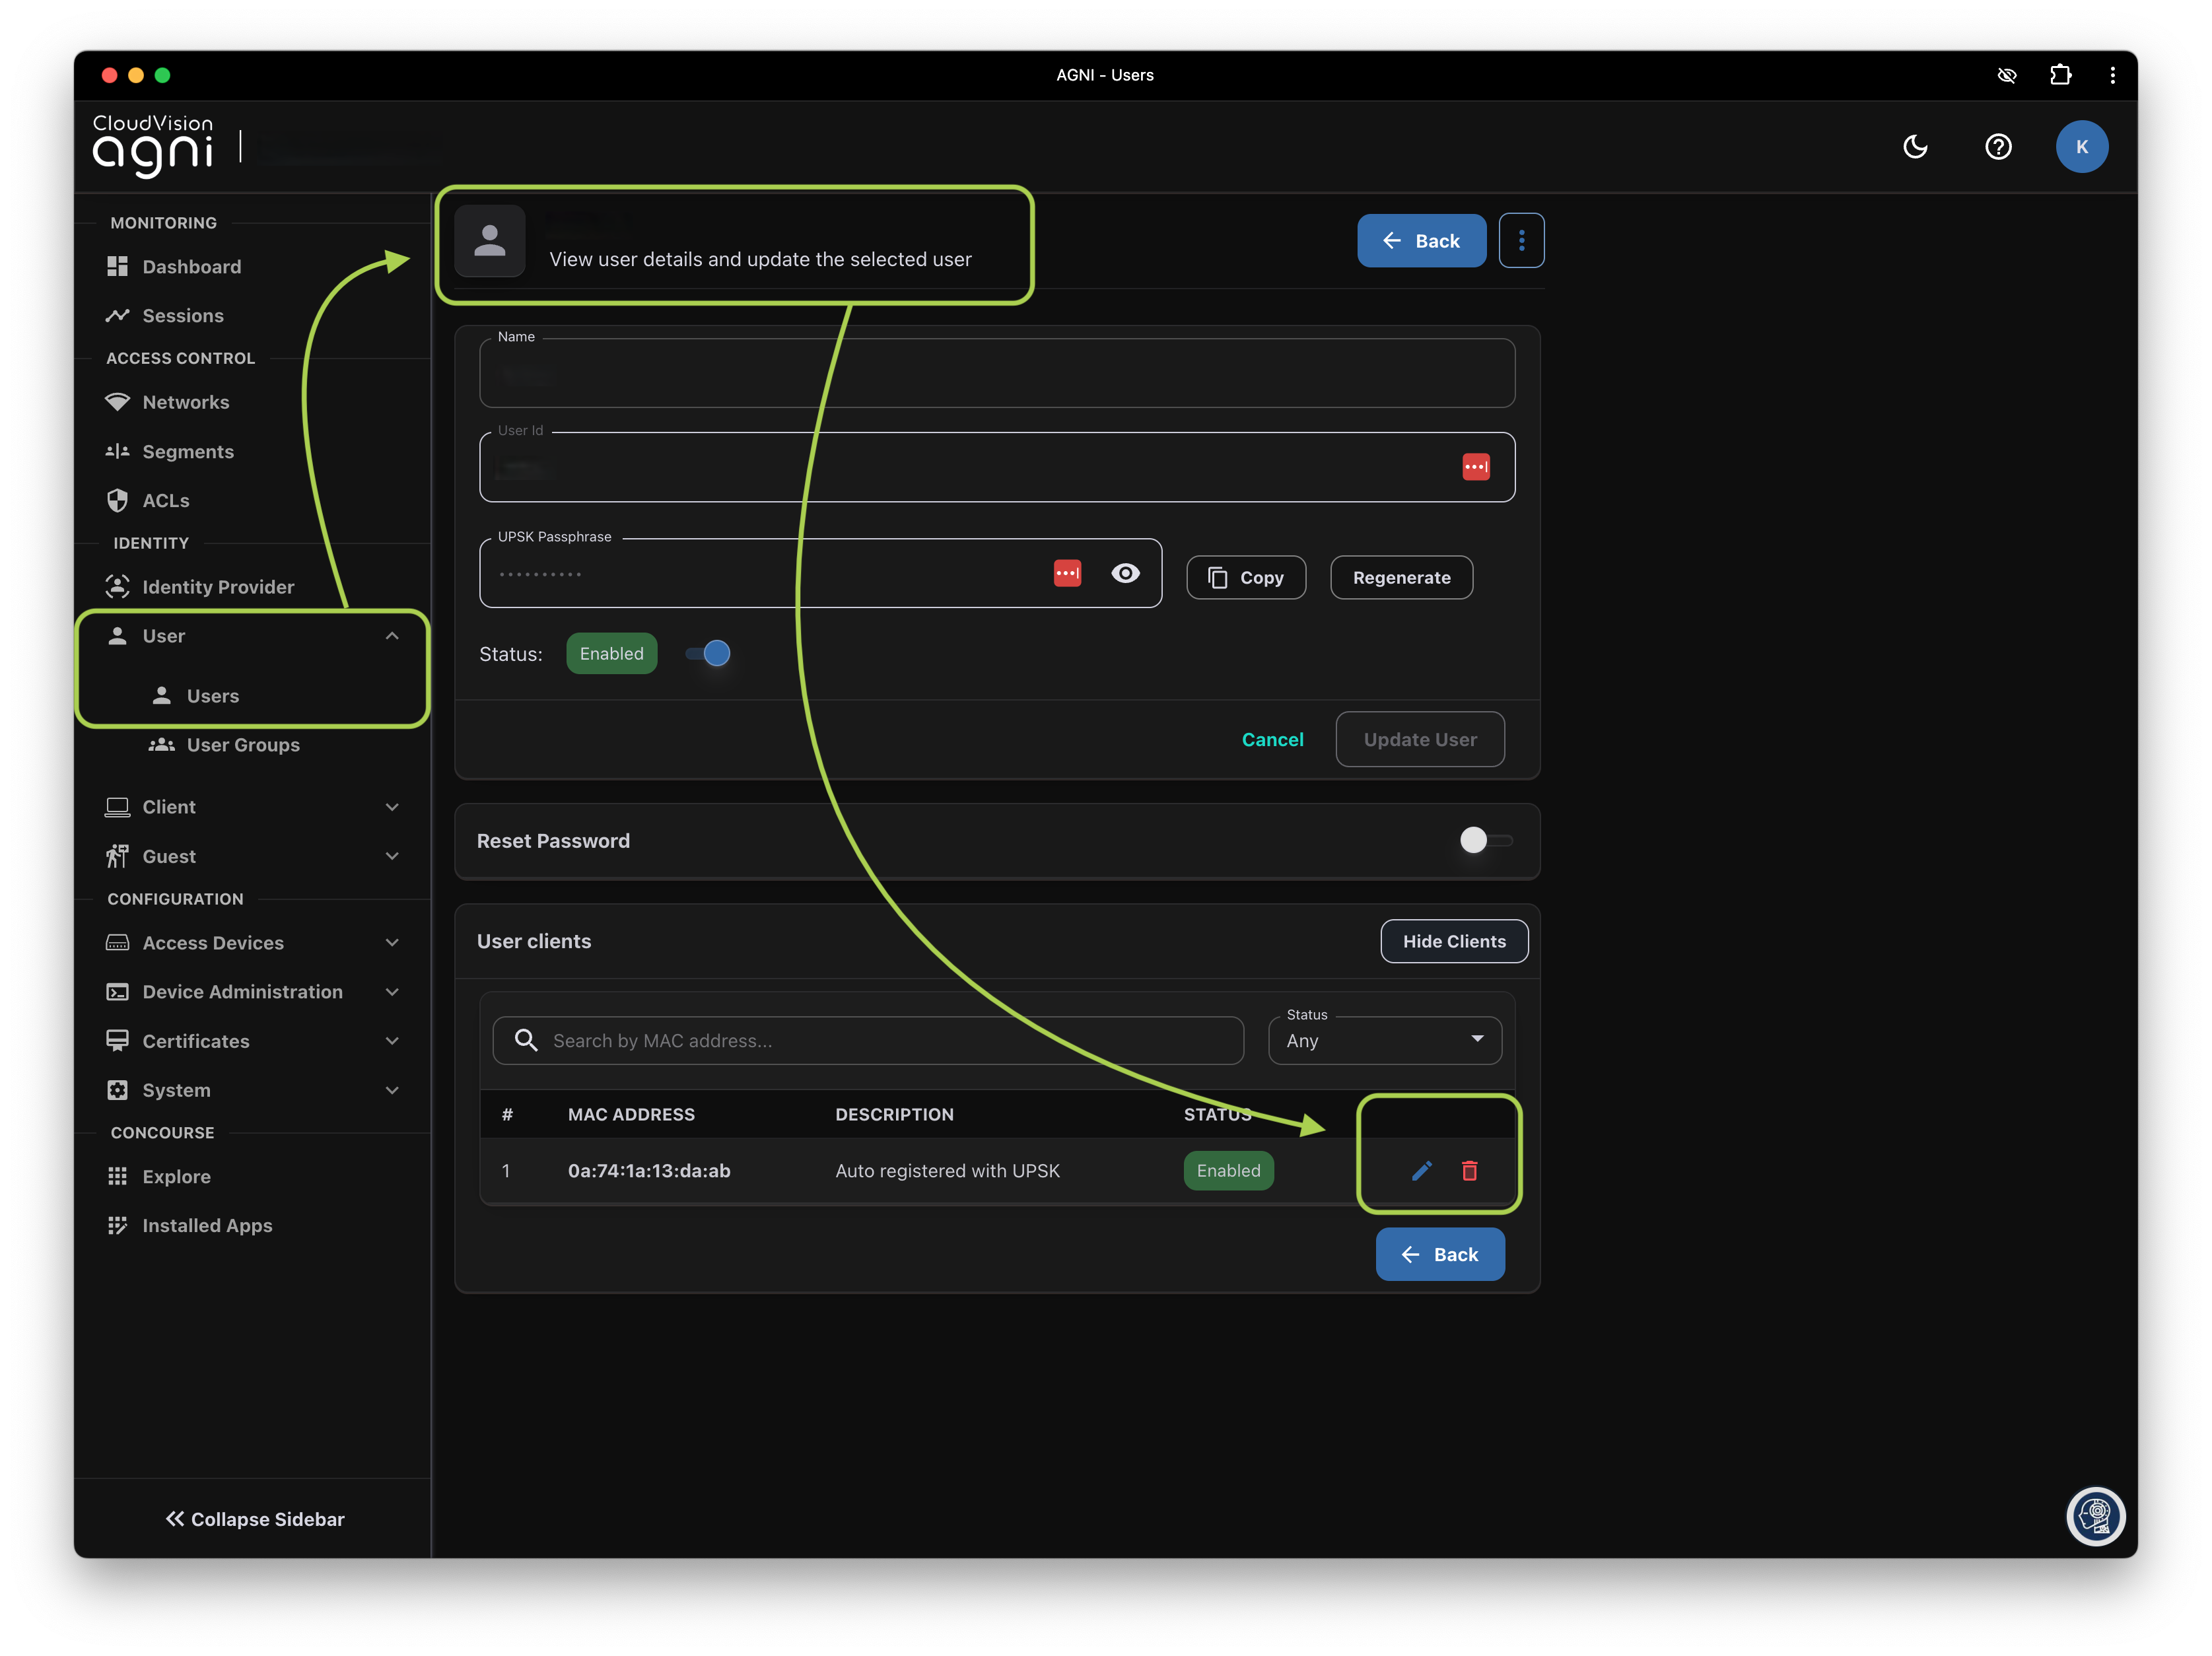 AGNI - Users
CloudVision
agni
K
MONITORING
Dashboard
Sessions
ACCESS CONTROL
Networks
Segments
ACLs
IDENTITY
Identity Provider
User
Users
User Groups
Client
Guest
CONFIGURATION
Access Devices
Device Administration
Certificates
System
CONCOURSE
Explore
Installed Apps
Collapse Sidebar
View user details and update the selected user
Back
Name
User Id
UPSK Passphrase
Copy
Regenerate
Status:
Enabled
Cancel
Update User
Reset Password
User clients
Hide Clients
Search by MAC address...
Status
Any
# MAC ADDRESS DESCRIPTION STATUS
1 0a:74:1a:13:da:ab Auto registered with UPSK Enabled
Back